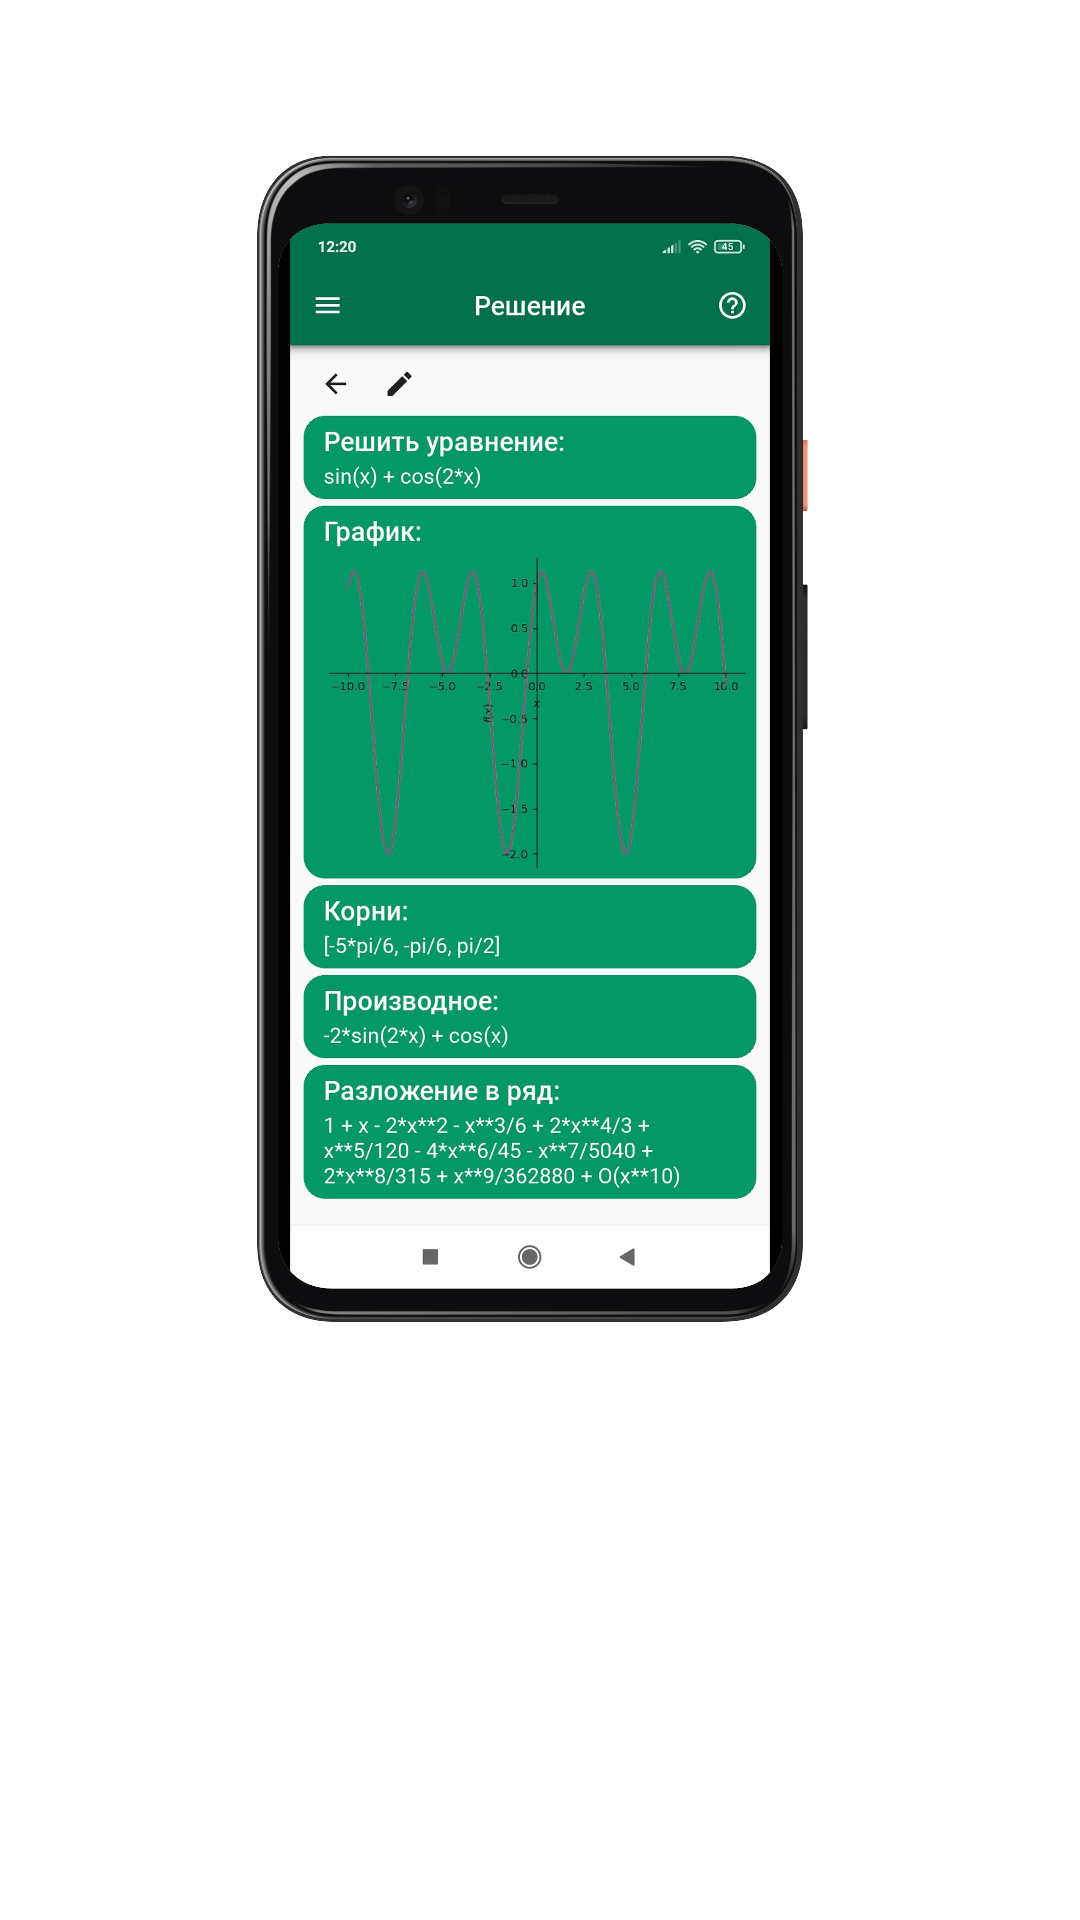 12:20
45
Решение
Решить уравнение:
sin(x) + cos(2*x)
График:
1.0
0.5
0.0
−10.0 −7.5 −5.0 −2.5 0.0 2.5 5.0 7.5 10.0
x
f(x)
−0.5
−1.0
−1.5
−2.0
Корни:
[-5*pi/6, -pi/6, pi/2]
Производное:
-2*sin(2*x) + cos(x)
Разложение в ряд:
1 + x - 2*x**2 - x**3/6 + 2*x**4/3 +
x**5/120 - 4*x**6/45 - x**7/5040 +
2*x**8/315 + x**9/362880 + O(x**10)